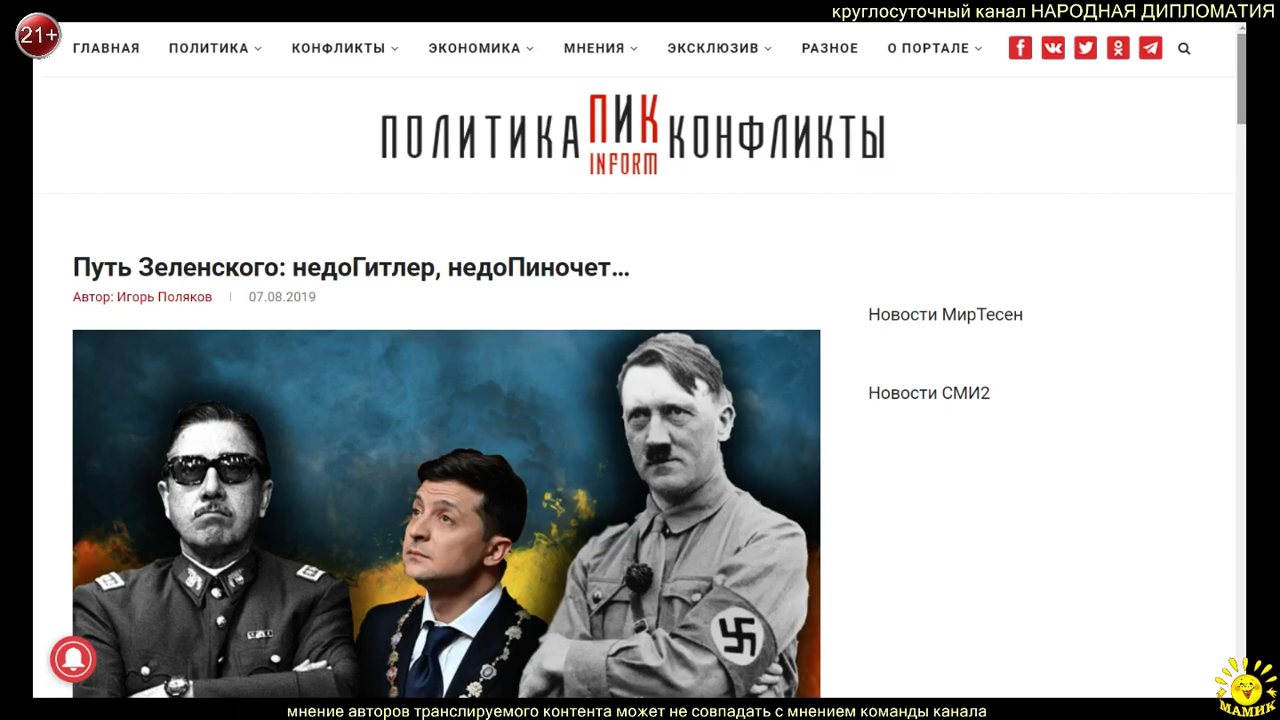 круглосуточный канал НАРОДНАЯ ДИПЛОМАТИЯ
21+
ГЛАВНАЯ ПОЛИТИКА КОНФЛИКТЫ ЭКОНОМИКА МНЕНИЯ ЭКСКЛЮЗИВ РАЗНОЕ О ПОРТАЛЕ
ПОЛИТИКА ПИК КОНФЛИКТЫ
INFORM
Путь Зеленского: недоГитлер, недоПиночет...
Автор: Игорь Поляков 07.08.2019
Новости МирТесен
Новости СМИ2
МАМИК
мнение авторов транслируемого контента может не совпадать с мнением команды канала